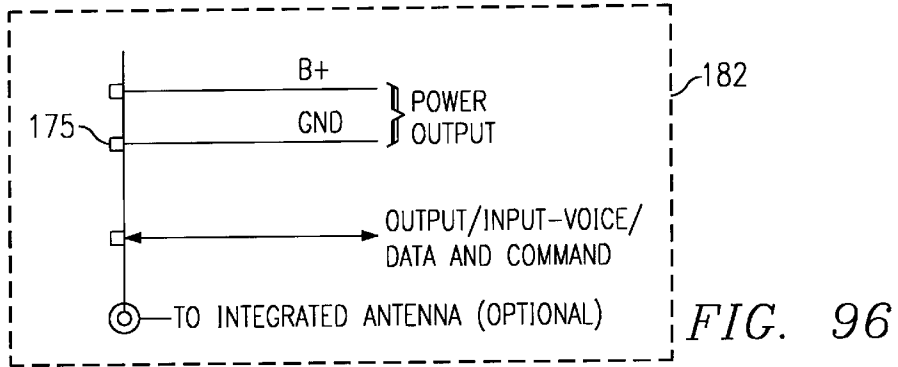 B+
182
POWER
OUTPUT
175
GND
OUTPUT/INPUT-VOICE/
DATA AND COMMAND
TO INTEGRATED ANTENNA (OPTIONAL)
FIG. 96